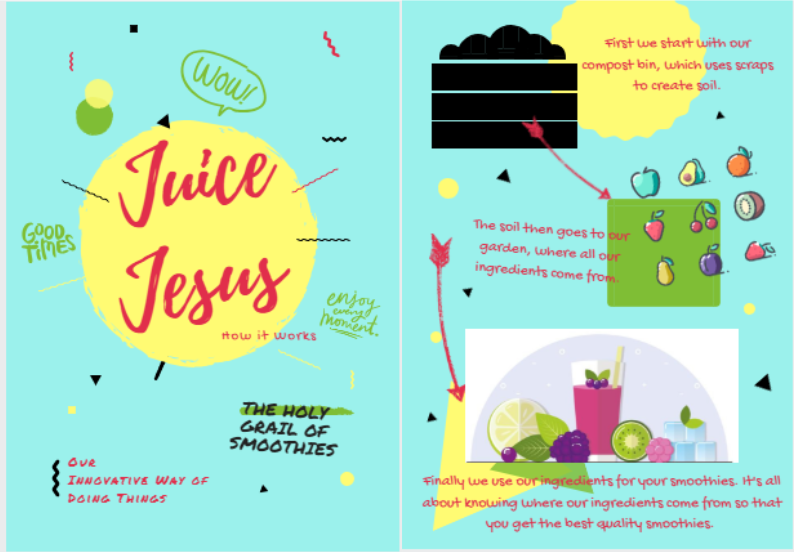 WOW!
Juice
Jesus
How it Works
GOOD
TIMES
enjoy
every
moment.
THE HOLY
GRAIL OF
SMOOTHIES
OUR
INNOVATIVE WAY OF
DOING THINGS
First we start with our
compost bin, which uses scraps
to create soil.
The soil then goes to our
garden, where all our
ingredients come from.
Finally we use our ingredients for your smoothies. It's all
about knowing where our ingredients come from so that
you get the best quality smoothies.